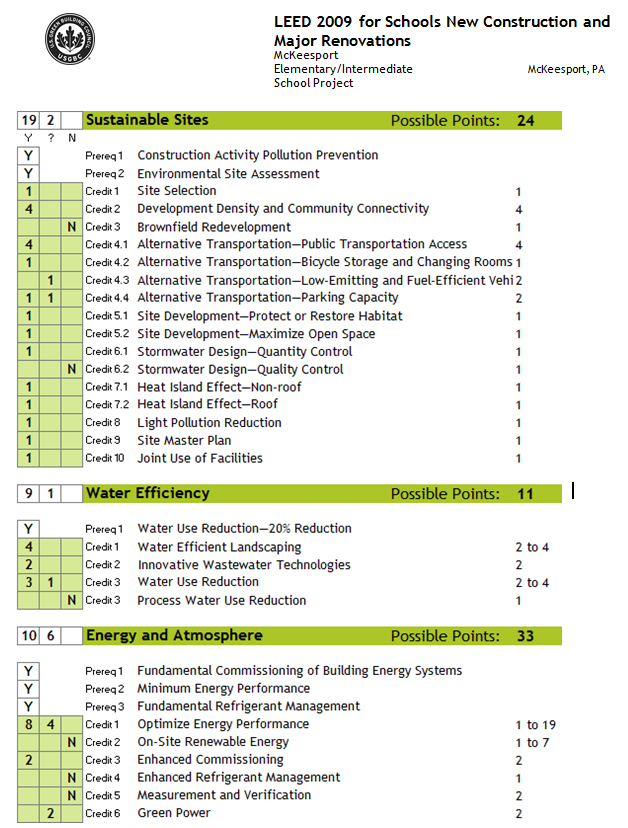 U.S. GREEN BUILDING COUNCIL
USGBC
LEED 2009 for Schools New Construction and
Major Renovations
McKeesport
Elementary/Intermediate McKeesport, PA
School Project
19 2 Sustainable Sites Possible Points: 24
Y ? N
Y Prereq 1 Construction Activity Pollution Prevention
Y Prereq 2 Environmental Site Assessment
1 Credit 1 Site Selection 1
4 Credit 2 Development Density and Community Connectivity 4
N Credit 3 Brownfield Redevelopment 1
4 Credit 4.1 Alternative Transportation—Public Transportation Access 4
1 Credit 4.2 Alternative Transportation—Bicycle Storage and Changing Rooms 1
1 Credit 4.3 Alternative Transportation—Low-Emitting and Fuel-Efficient Vehi 2
1 1 Credit 4.4 Alternative Transportation—Parking Capacity 2
1 Credit 5.1 Site Development—Protect or Restore Habitat 1
1 Credit 5.2 Site Development—Maximize Open Space 1
1 Credit 6.1 Stormwater Design—Quantity Control 1
N Credit 6.2 Stormwater Design—Quality Control 1
1 Credit 7.1 Heat Island Effect—Non-roof 1
1 Credit 7.2 Heat Island Effect—Roof 1
1 Credit 8 Light Pollution Reduction 1
1 Credit 9 Site Master Plan 1
1 Credit 10 Joint Use of Facilities 1
9 1 Water Efficiency Possible Points: 11
Y Prereq 1 Water Use Reduction—20% Reduction
4 Credit 1 Water Efficient Landscaping 2 to 4
2 Credit 2 Innovative Wastewater Technologies 2
3 1 Credit 3 Water Use Reduction 2 to 4
N Credit 3 Process Water Use Reduction 1
10 6 Energy and Atmosphere Possible Points: 33
Y Prereq 1 Fundamental Commissioning of Building Energy Systems
Y Prereq 2 Minimum Energy Performance
Y Prereq 3 Fundamental Refrigerant Management
8 4 Credit 1 Optimize Energy Performance 1 to 19
N Credit 2 On-Site Renewable Energy 1 to 7
2 Credit 3 Enhanced Commissioning 2
N Credit 4 Enhanced Refrigerant Management 1
N Credit 5 Measurement and Verification 2
2 Credit 6 Green Power 2